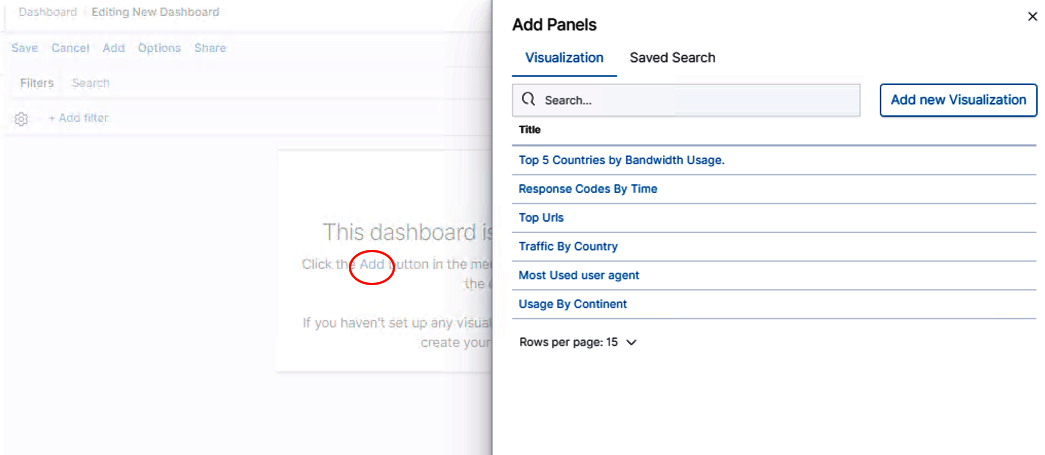 Dashboard Editing New Dashboard
Save Cancel Add Options Share
Filters Search
+ Add filter
This dashboard is
Click the Add button in the me
the
If you haven't set up any visual
create your
Add Panels
Visualization Saved Search
Search... Add new Visualization
Title
Top 5 Countries by Bandwidth Usage.
Response Codes By Time
Top Urls
Traffic By Country
Most Used user agent
Usage By Continent
Rows per page: 15